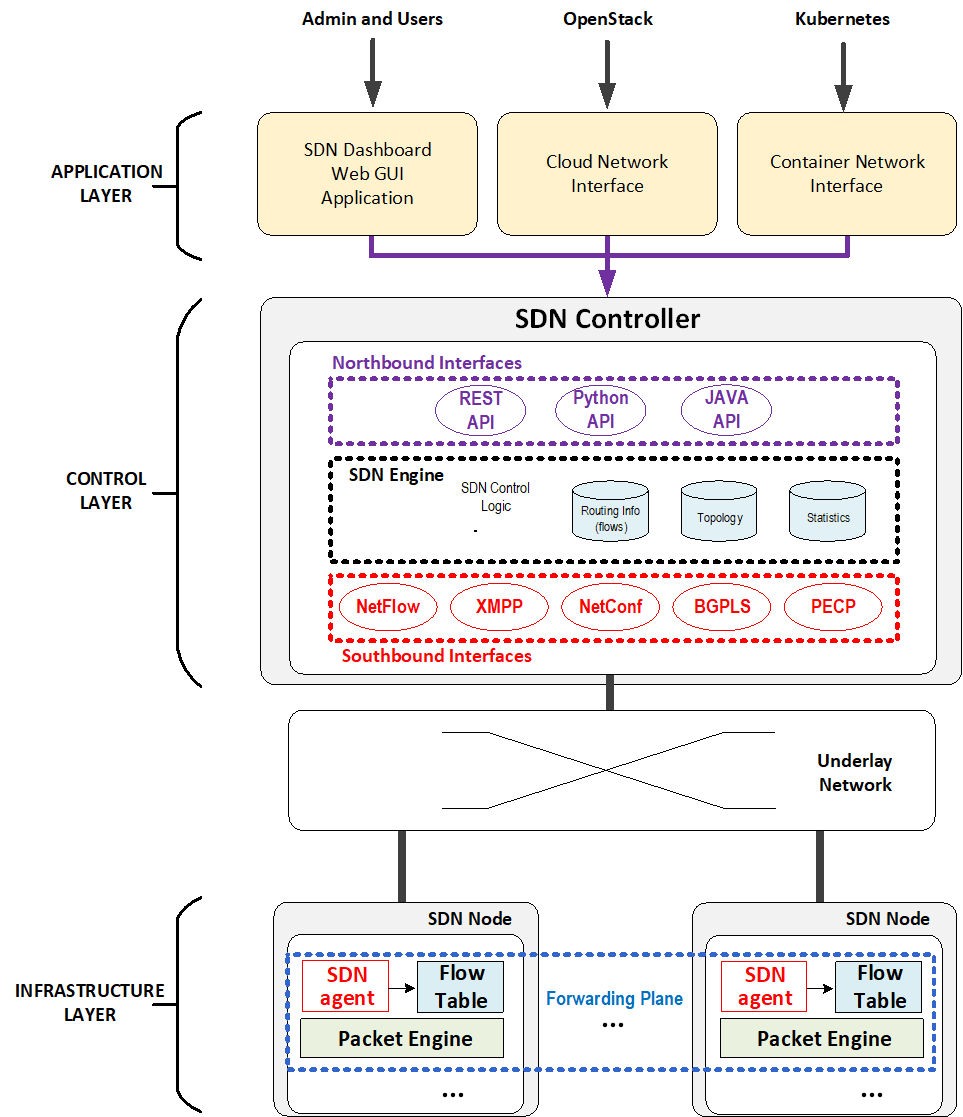 Admin and Users
OpenStack
Kubernetes
APPLICATION
LAYER
SDN Dashboard
Web GUI
Application
Cloud Network
Interface
Container Network
Interface
CONTROL
LAYER
SDN Controller
Northbound Interfaces
REST
API
Python
API
JAVA
API
SDN Engine
SDN Control
Logic
Routing Info
(flows)
Topology
Statistics
NetFlow
XMPP
NetConf
BGPLS
PECP
Southbound Interfaces
Underlay
Network
INFRASTRUCTURE
LAYER
SDN Node
SDN
agent
Flow
Table
Packet Engine
...
Forwarding Plane
...
SDN Node
SDN
agent
Flow
Table
Packet Engine
...